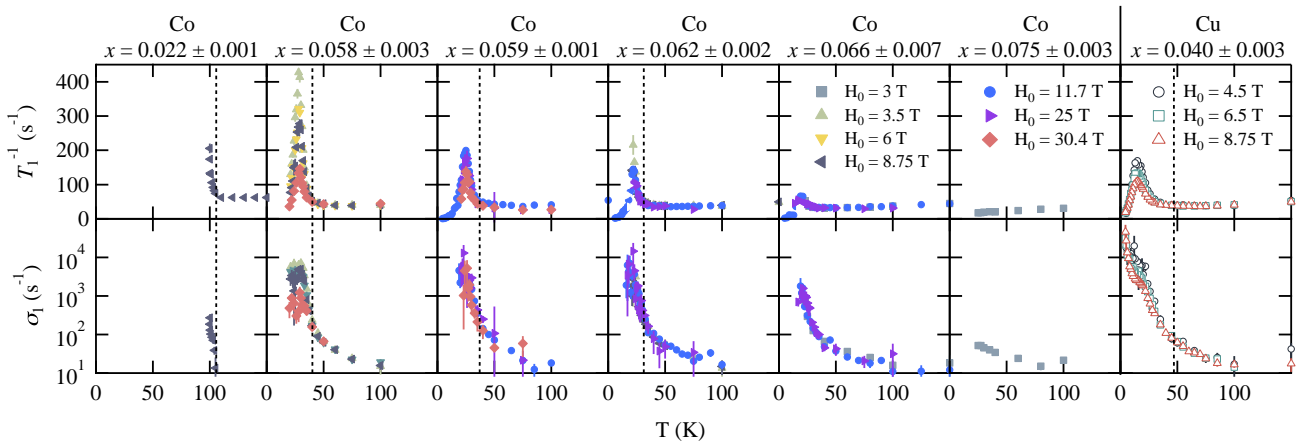 Co Co Co Co Co Co Cu
x = 0.022 ± 0.001 x = 0.058 ± 0.003 x = 0.059 ± 0.001 x = 0.062 ± 0.002 x = 0.066 ± 0.007 x = 0.075 ± 0.003 x = 0.040 ± 0.003
T₁⁻¹ (s⁻¹)
400
300
200
100
0
H₀ = 3 T
H₀ = 3.5 T
H₀ = 6 T
H₀ = 8.75 T
H₀ = 11.7 T
H₀ = 25 T
H₀ = 30.4 T
H₀ = 4.5 T
H₀ = 6.5 T
H₀ = 8.75 T
σ₁ (s⁻¹)
10⁴
10³
10²
10¹
0 50 100 0 50 100 0 50 100 0 50 100 0 50 100 0 50 100 0 50 100
T (K)